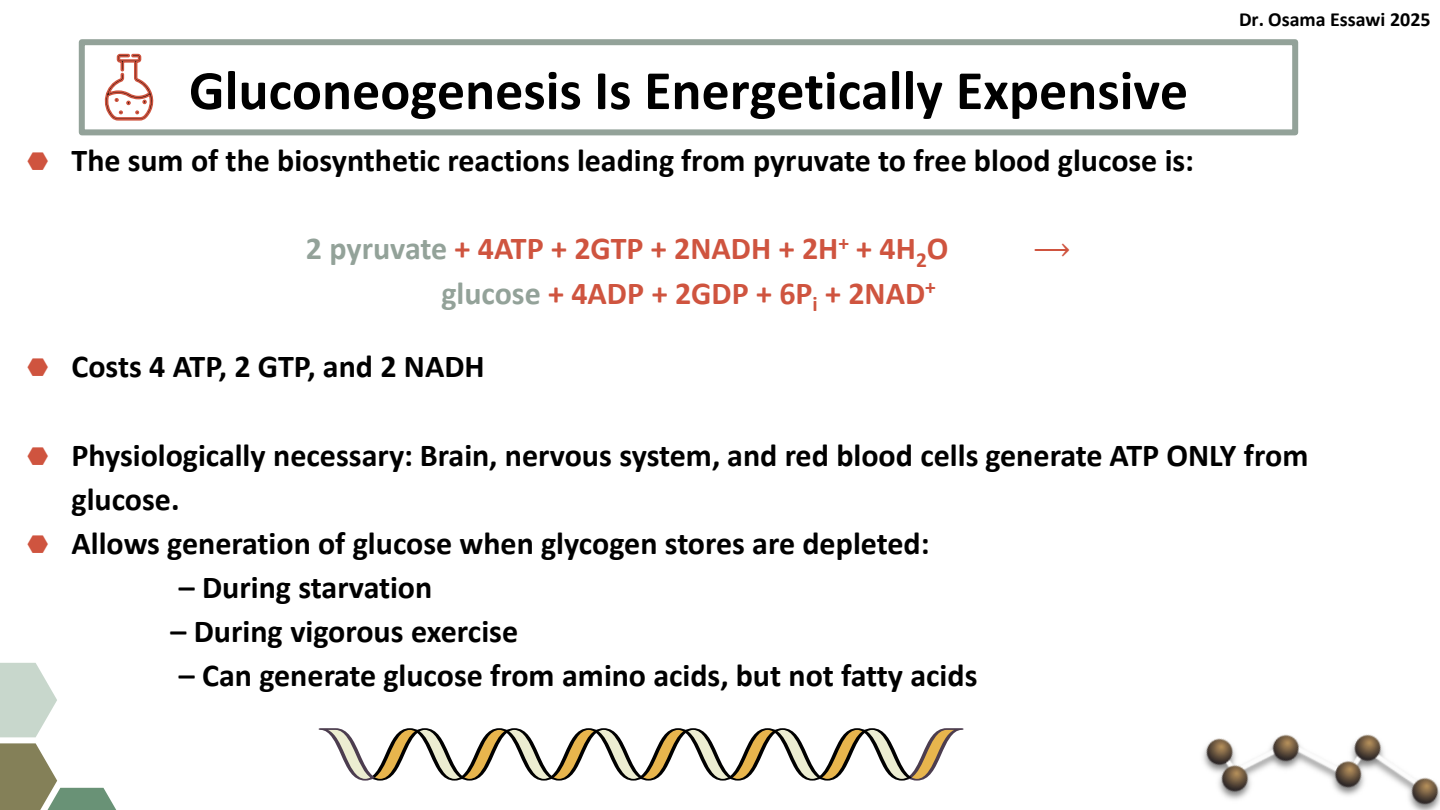 Dr. Osama Essawi 2025
Gluconeogenesis Is Energetically Expensive
The sum of the biosynthetic reactions leading from pyruvate to free blood glucose is:
2 pyruvate + 4ATP + 2GTP + 2NADH + 2H⁺ + 4H₂O ⟶
glucose + 4ADP + 2GDP + 6Pᵢ + 2NAD⁺
Costs 4 ATP, 2 GTP, and 2 NADH
Physiologically necessary: Brain, nervous system, and red blood cells generate ATP ONLY from
glucose.
Allows generation of glucose when glycogen stores are depleted:
– During starvation
– During vigorous exercise
– Can generate glucose from amino acids, but not fatty acids